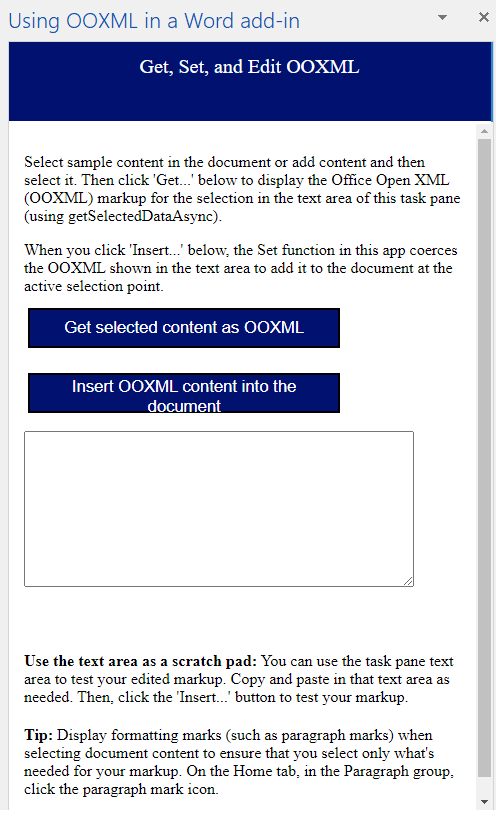 Using OOXML in a Word add-in
Get, Set, and Edit OOXML
Select sample content in the document or add content and then
select it. Then click 'Get...' below to display the Office Open XML
(OOXML) markup for the selection in the text area of this task pane
(using getSelectedDataAsync).
When you click 'Insert...' below, the Set function in this app coerces
the OOXML shown in the text area to add it to the document at the
active selection point.
Get selected content as OOXML
Insert OOXML content into the
document
Use the text area as a scratch pad: You can use the task pane text
area to test your edited markup. Copy and paste in that text area as
needed. Then, click the 'Insert...' button to test your markup.
Tip: Display formatting marks (such as paragraph marks) when
selecting document content to ensure that you select only what's
needed for your markup. On the Home tab, in the Paragraph group,
click the paragraph mark icon.